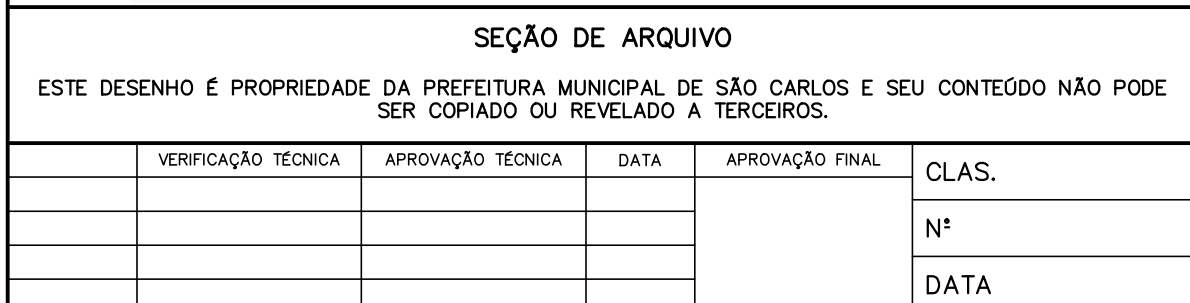 SEÇÃO DE ARQUIVO
ESTE DESENHO É PROPRIEDADE DA PREFEITURA MUNICIPAL DE SÃO CARLOS E SEU CONTEÚDO NÃO PODE
SER COPIADO OU REVELADO A TERCEIROS.
VERIFICAÇÃO TÉCNICA APROVAÇÃO TÉCNICA DATA APROVAÇÃO FINAL
CLAS.
Nº
DATA